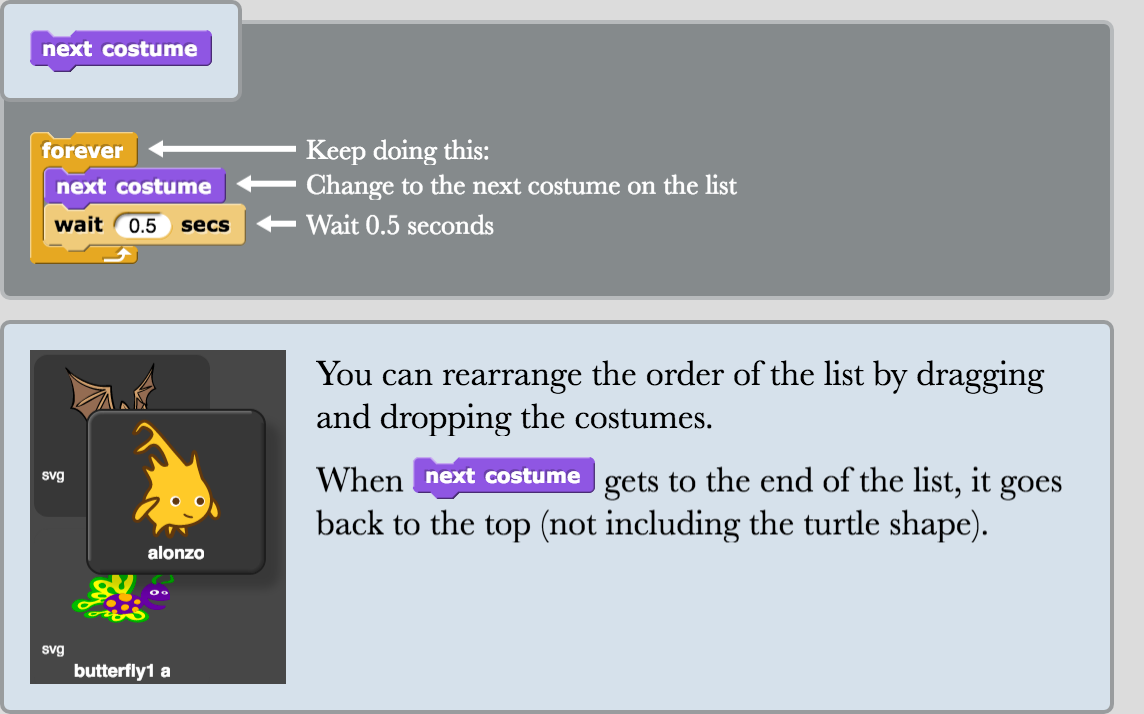 next costume
forever
Keep doing this:
next costume
Change to the next costume on the list
wait 0.5 secs
Wait 0.5 seconds
You can rearrange the order of the list by dragging
and dropping the costumes.
When next costume gets to the end of the list, it goes
back to the top (not including the turtle shape).
svg
alonzo
svg
butterfly1 a